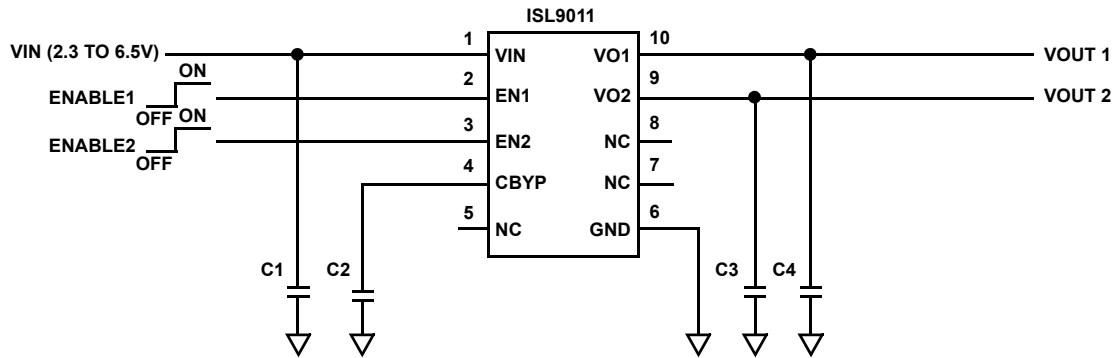 ISL9011
VIN (2.3 TO 6.5V)
ON
ENABLE1
OFF
ON
ENABLE2
OFF
1
VIN
2
EN1
3
EN2
4
CBYP
5
NC
10
VO1
9
VO2
8
NC
7
NC
6
GND
VOUT 1
VOUT 2
C1
C2
C3
C4